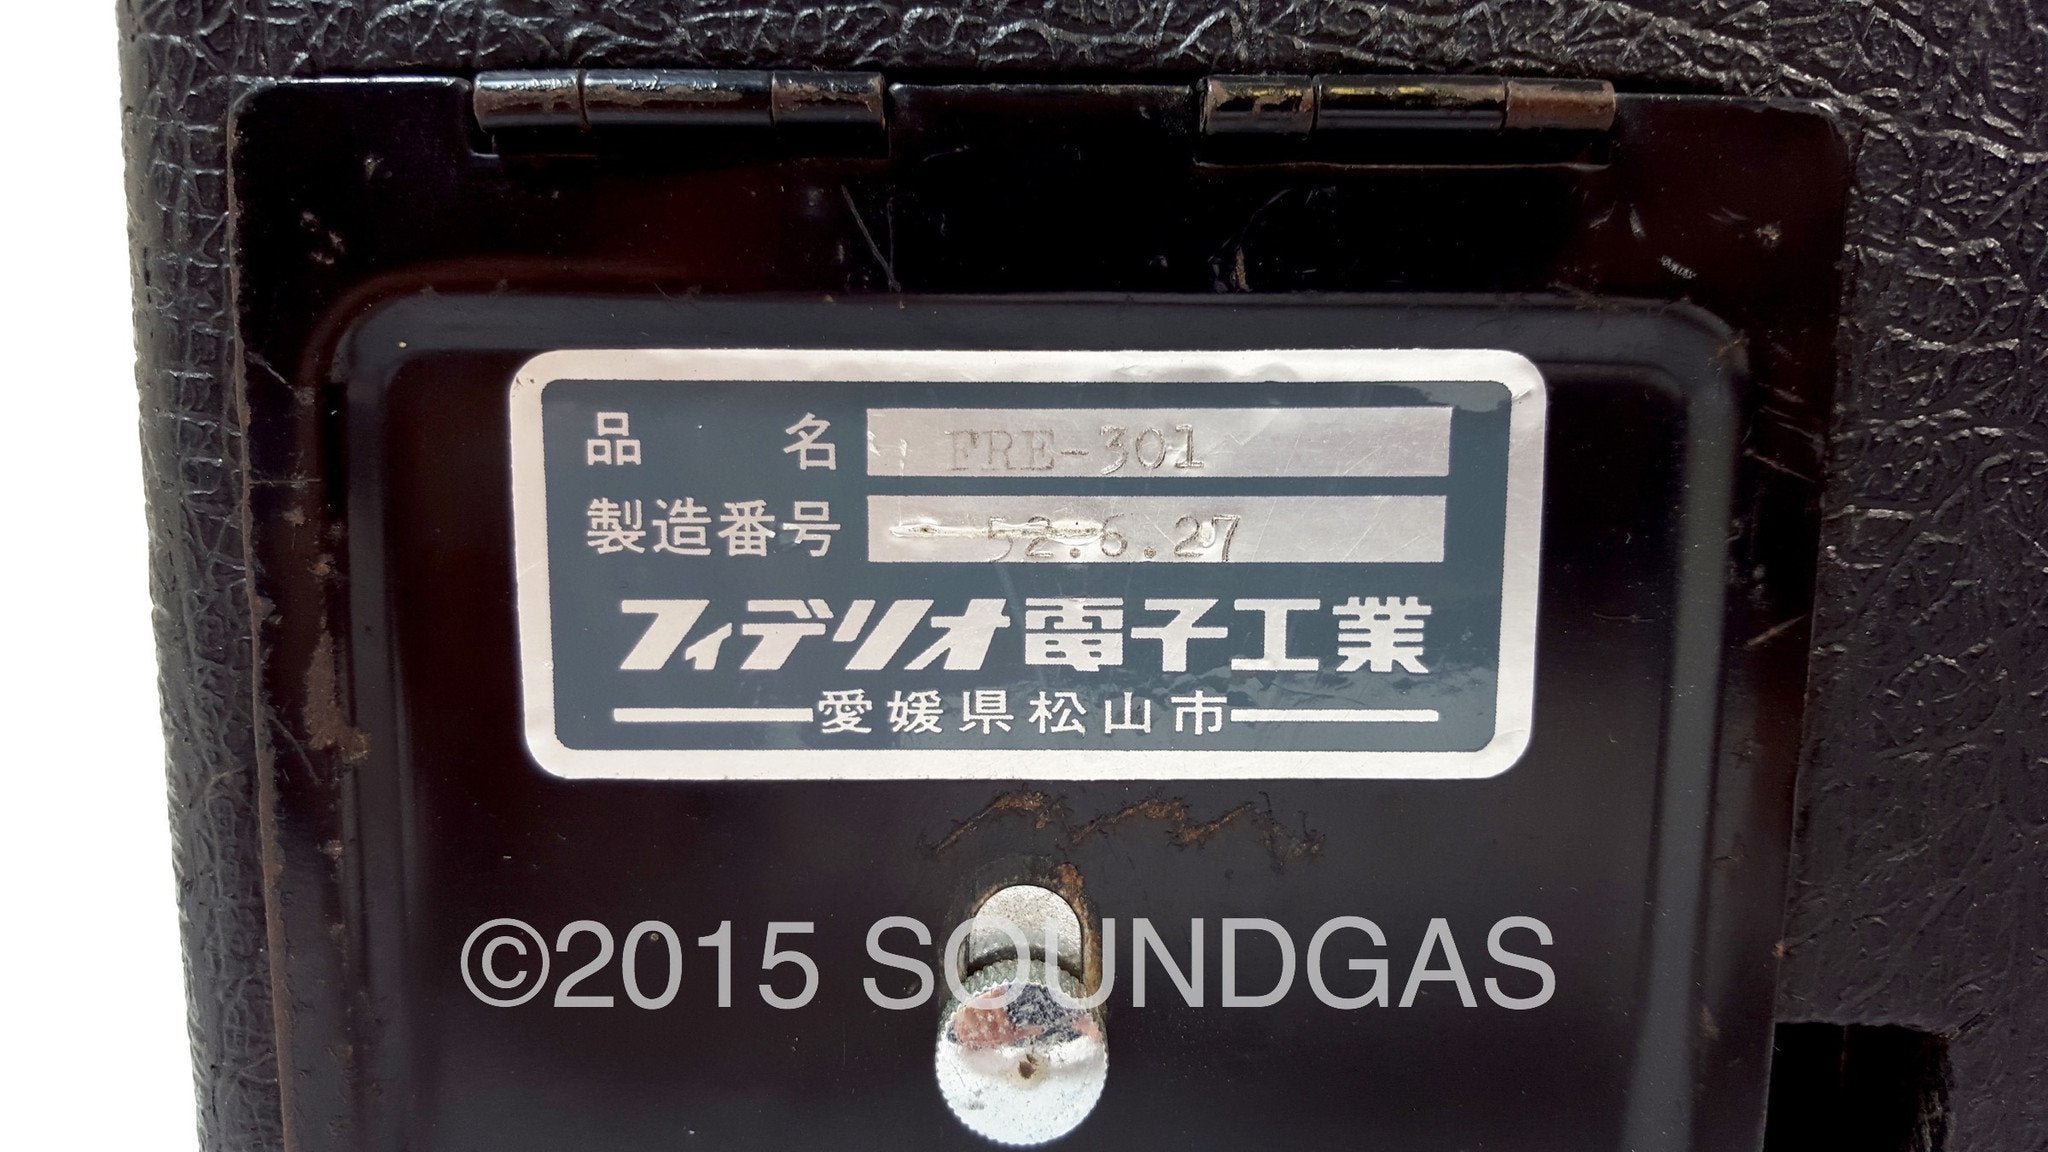 品名 FRE-301
製造番号 52.6.27
フィデリオ電子工業
愛媛県松山市
©2015 SOUNDGAS